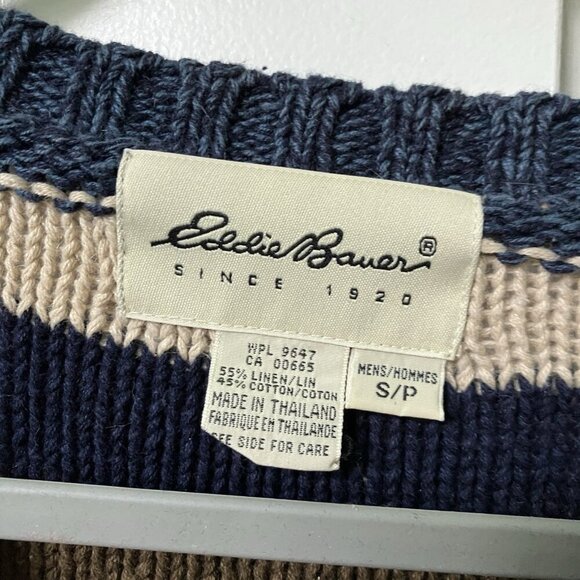 Eddie Bauer®
SINCE 1920
WPL 9647
CA 00665
55% LINEN/LIN
45% COTTON/COTON
MADE IN THAILAND
FABRIQUE EN THAILANDE
SEE SIDE FOR CARE
MENS/HOMMES
S/P